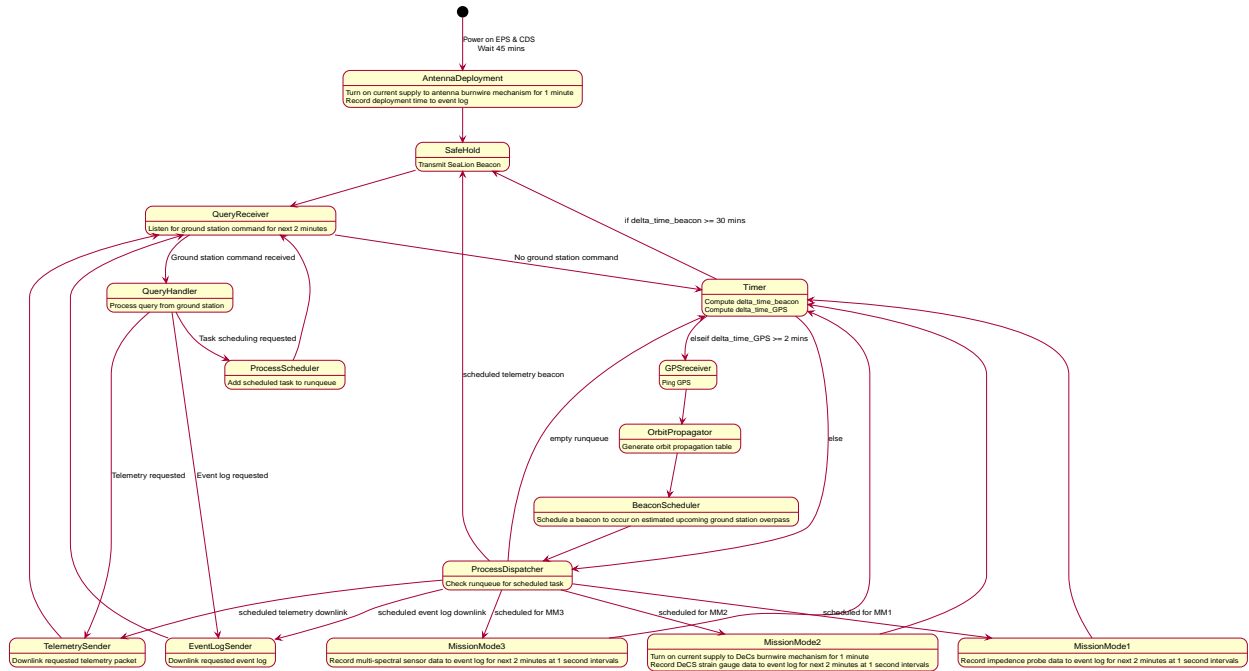 Power on EPS & CDS
Wait 45 mins
AntennaDeployment
Turn on current supply to antenna burnwire mechanism for 1 minute
Record deployment time to event log
SafeHold
Transmit SeaLion Beacon
QueryReceiver
Listen for ground station command for next 2 minutes
if delta_time_beacon >= 30 mins
Ground station command received
No ground station command
QueryHandler
Process query from ground station
Timer
Compute delta_time_beacon
Compute delta_time_GPS
Task scheduling requested
elseif delta_time_GPS >= 2 mins
ProcessScheduler
Add scheduled task to runqueue
scheduled telemetry beacon
GPSreceiver
Ping GPS
OrbitPropagator
Generate orbit propagation table
empty runqueue
else
Telemetry requested
Event log requested
BeaconScheduler
Schedule a beacon to occur on estimated upcoming ground station overpass
ProcessDispatcher
Check runqueue for scheduled task
scheduled telemetry downlink
scheduled event log downlink
scheduled for MM3
scheduled for MM2
scheduled for MM1
TelemetrySender
Downlink requested telemetry packet
EventLogSender
Downlink requested event log
MissionMode3
Record multi-spectral sensor data to event log for next 2 minutes at 1 second intervals
MissionMode2
Turn on current supply to DeCs burnwire mechanism for 1 minute
Record DeCS strain gauge data to event log for next 2 minutes at 1 second intervals
MissionMode1
Record impedence probe data to event log for next 2 minutes at 1 second intervals